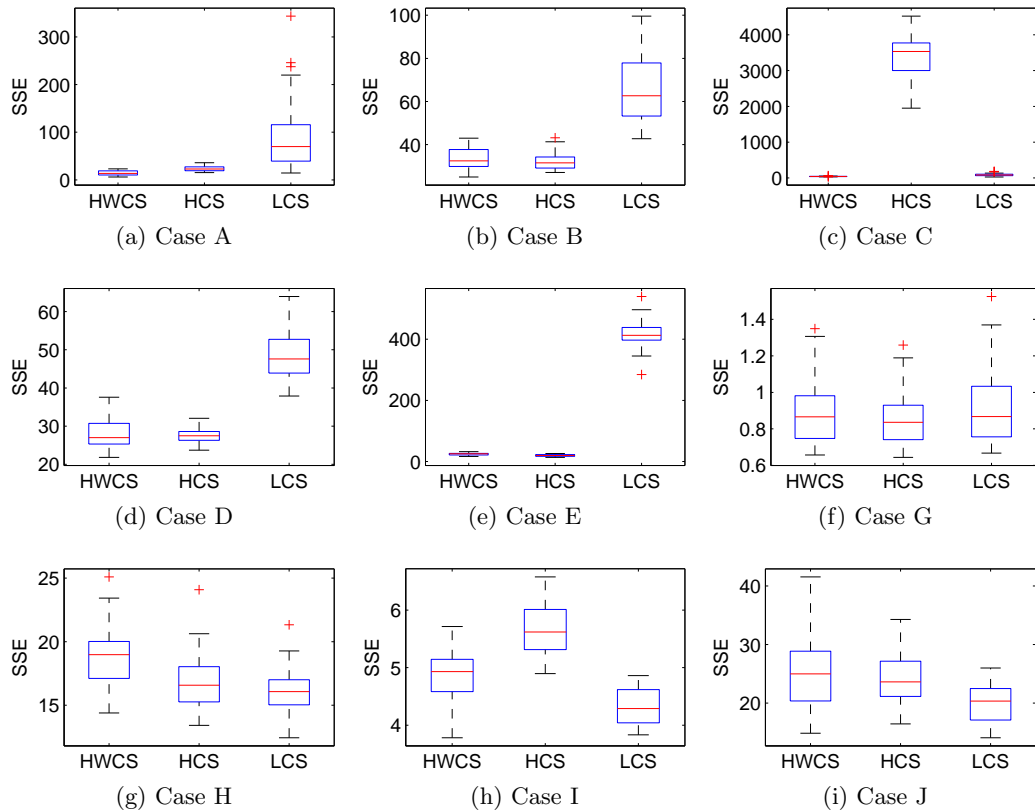 300
200
100
0
SSE
HWCS HCS LCS
(a) Case A
100
80
60
40
SSE
HWCS HCS LCS
(b) Case B
4000
3000
2000
1000
0
SSE
HWCS HCS LCS
(c) Case C
60
50
40
30
20
SSE
HWCS HCS LCS
(d) Case D
400
200
0
SSE
HWCS HCS LCS
(e) Case E
1.4
1.2
1
0.8
0.6
SSE
HWCS HCS LCS
(f) Case G
25
20
15
SSE
HWCS HCS LCS
(g) Case H
6
5
4
SSE
HWCS HCS LCS
(h) Case I
40
30
20
SSE
HWCS HCS LCS
(i) Case J